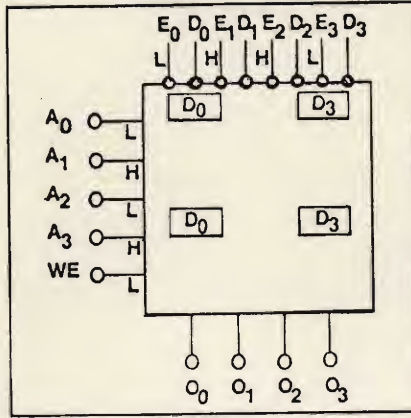 E0 D0 E1 D1 E2 D2 E3 D3
L H H L
D0 D3
A0 L
A1 H
A2 L
D0 D3
A3 H
WE L
O0 O1 O2 O3